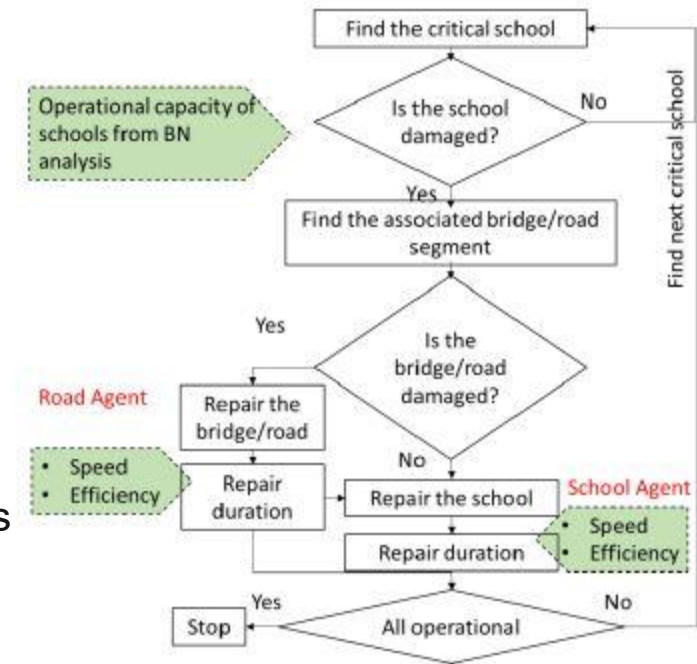 Find the critical school
Operational capacity of
schools from BN
analysis
Is the school
damaged?
No
Find next critical school
Yes
Find the associated bridge/road
segment
Yes
Is the
bridge/road
damaged?
Road Agent
Repair the
bridge/road
No
• Speed
• Efficiency
Repair
duration
Repair the school
School Agent
s
Repair duration
• Speed
• Efficiency
Yes
No
Stop
All operational